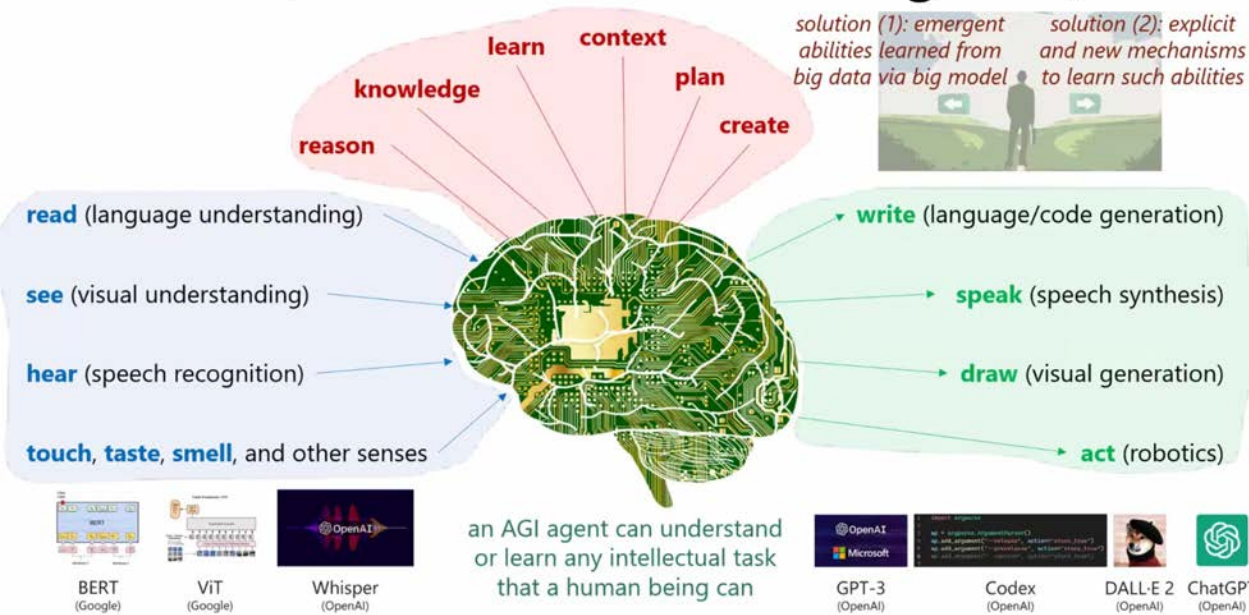 learn
context
knowledge
plan
reason
create
solution (1): emergent
abilities learned from
big data via big model
solution (2): explicit
and new mechanisms
to learn such abilities
read (language understanding)
see (visual understanding)
hear (speech recognition)
touch, taste, smell, and other senses
write (language/code generation)
speak (speech synthesis)
draw (visual generation)
act (robotics)
BERT
BERT
(Google)
ViT
(Google)
OpenAI
Whisper
(OpenAI)
an AGI agent can understand
or learn any intellectual task
that a human being can
OpenAI
Microsoft
GPT-3
(OpenAI)
import argparse
Codex
(OpenAI)
DALL·E 2
(OpenAI)
ChatGP
(OpenAI)